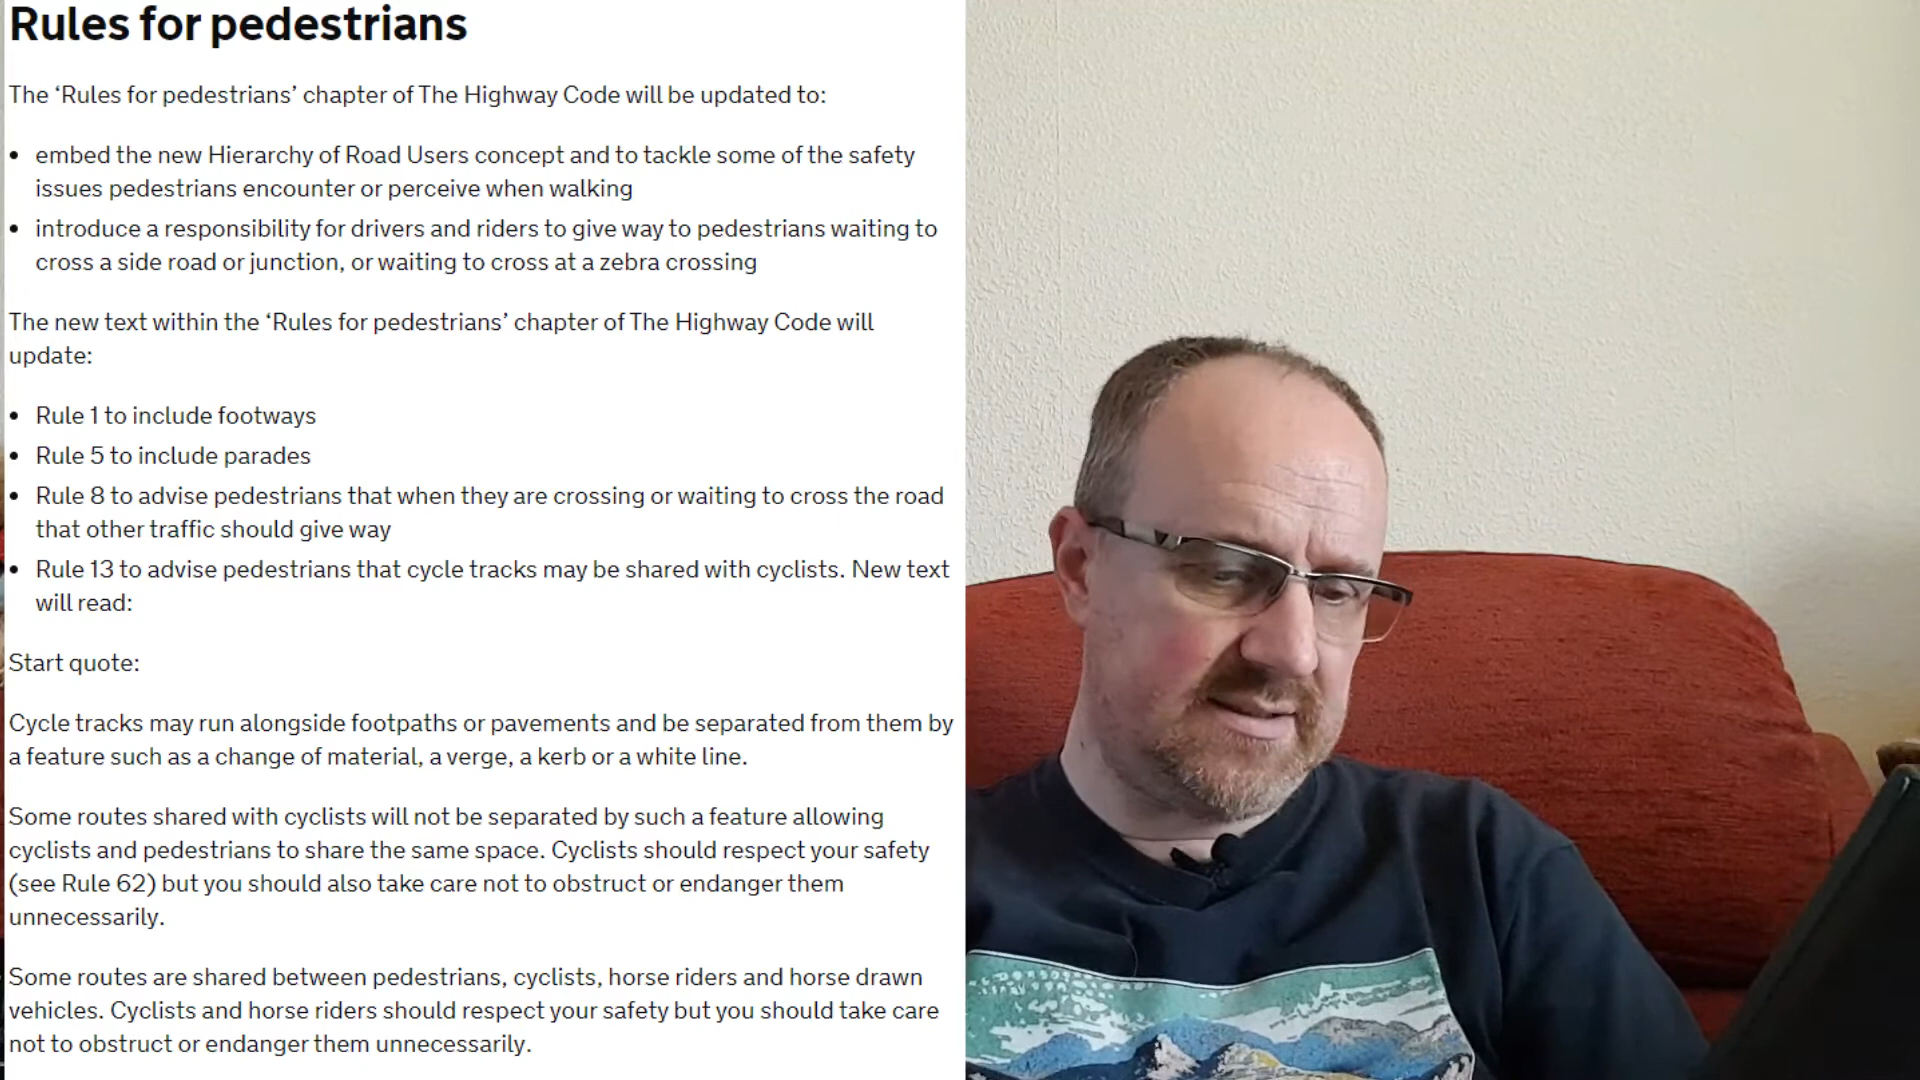 Rules for pedestrians
The ‘Rules for pedestrians’ chapter of The Highway Code will be updated to:
• embed the new Hierarchy of Road Users concept and to tackle some of the safety
issues pedestrians encounter or perceive when walking
• introduce a responsibility for drivers and riders to give way to pedestrians waiting to
cross a side road or junction, or waiting to cross at a zebra crossing
The new text within the ‘Rules for pedestrians’ chapter of The Highway Code will
update:
• Rule 1 to include footways
• Rule 5 to include parades
• Rule 8 to advise pedestrians that when they are crossing or waiting to cross the road
that other traffic should give way
• Rule 13 to advise pedestrians that cycle tracks may be shared with cyclists. New text
will read:
Start quote:
Cycle tracks may run alongside footpaths or pavements and be separated from them by
a feature such as a change of material, a verge, a kerb or a white line.
Some routes shared with cyclists will not be separated by such a feature allowing
cyclists and pedestrians to share the same space. Cyclists should respect your safety
(see Rule 62) but you should also take care not to obstruct or endanger them
unnecessarily.
Some routes are shared between pedestrians, cyclists, horse riders and horse drawn
vehicles. Cyclists and horse riders should respect your safety but you should take care
not to obstruct or endanger them unnecessarily.